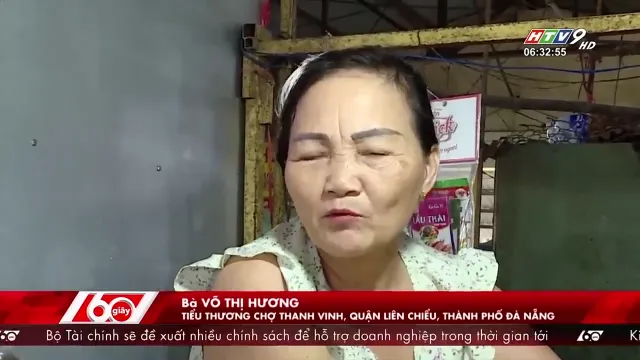 HTV9 HD
06:32:55
LẨU THÁI
Bà VÕ THỊ HƯƠNG
TIỂU THƯƠNG CHỢ THANH VINH, QUẬN LIÊN CHIỂU, THÀNH PHỐ ĐÀ NẴNG
60 giây
Bộ Tài chính sẽ đề xuất nhiều chính sách để hỗ trợ doanh nghiệp trong thời gian tới
60